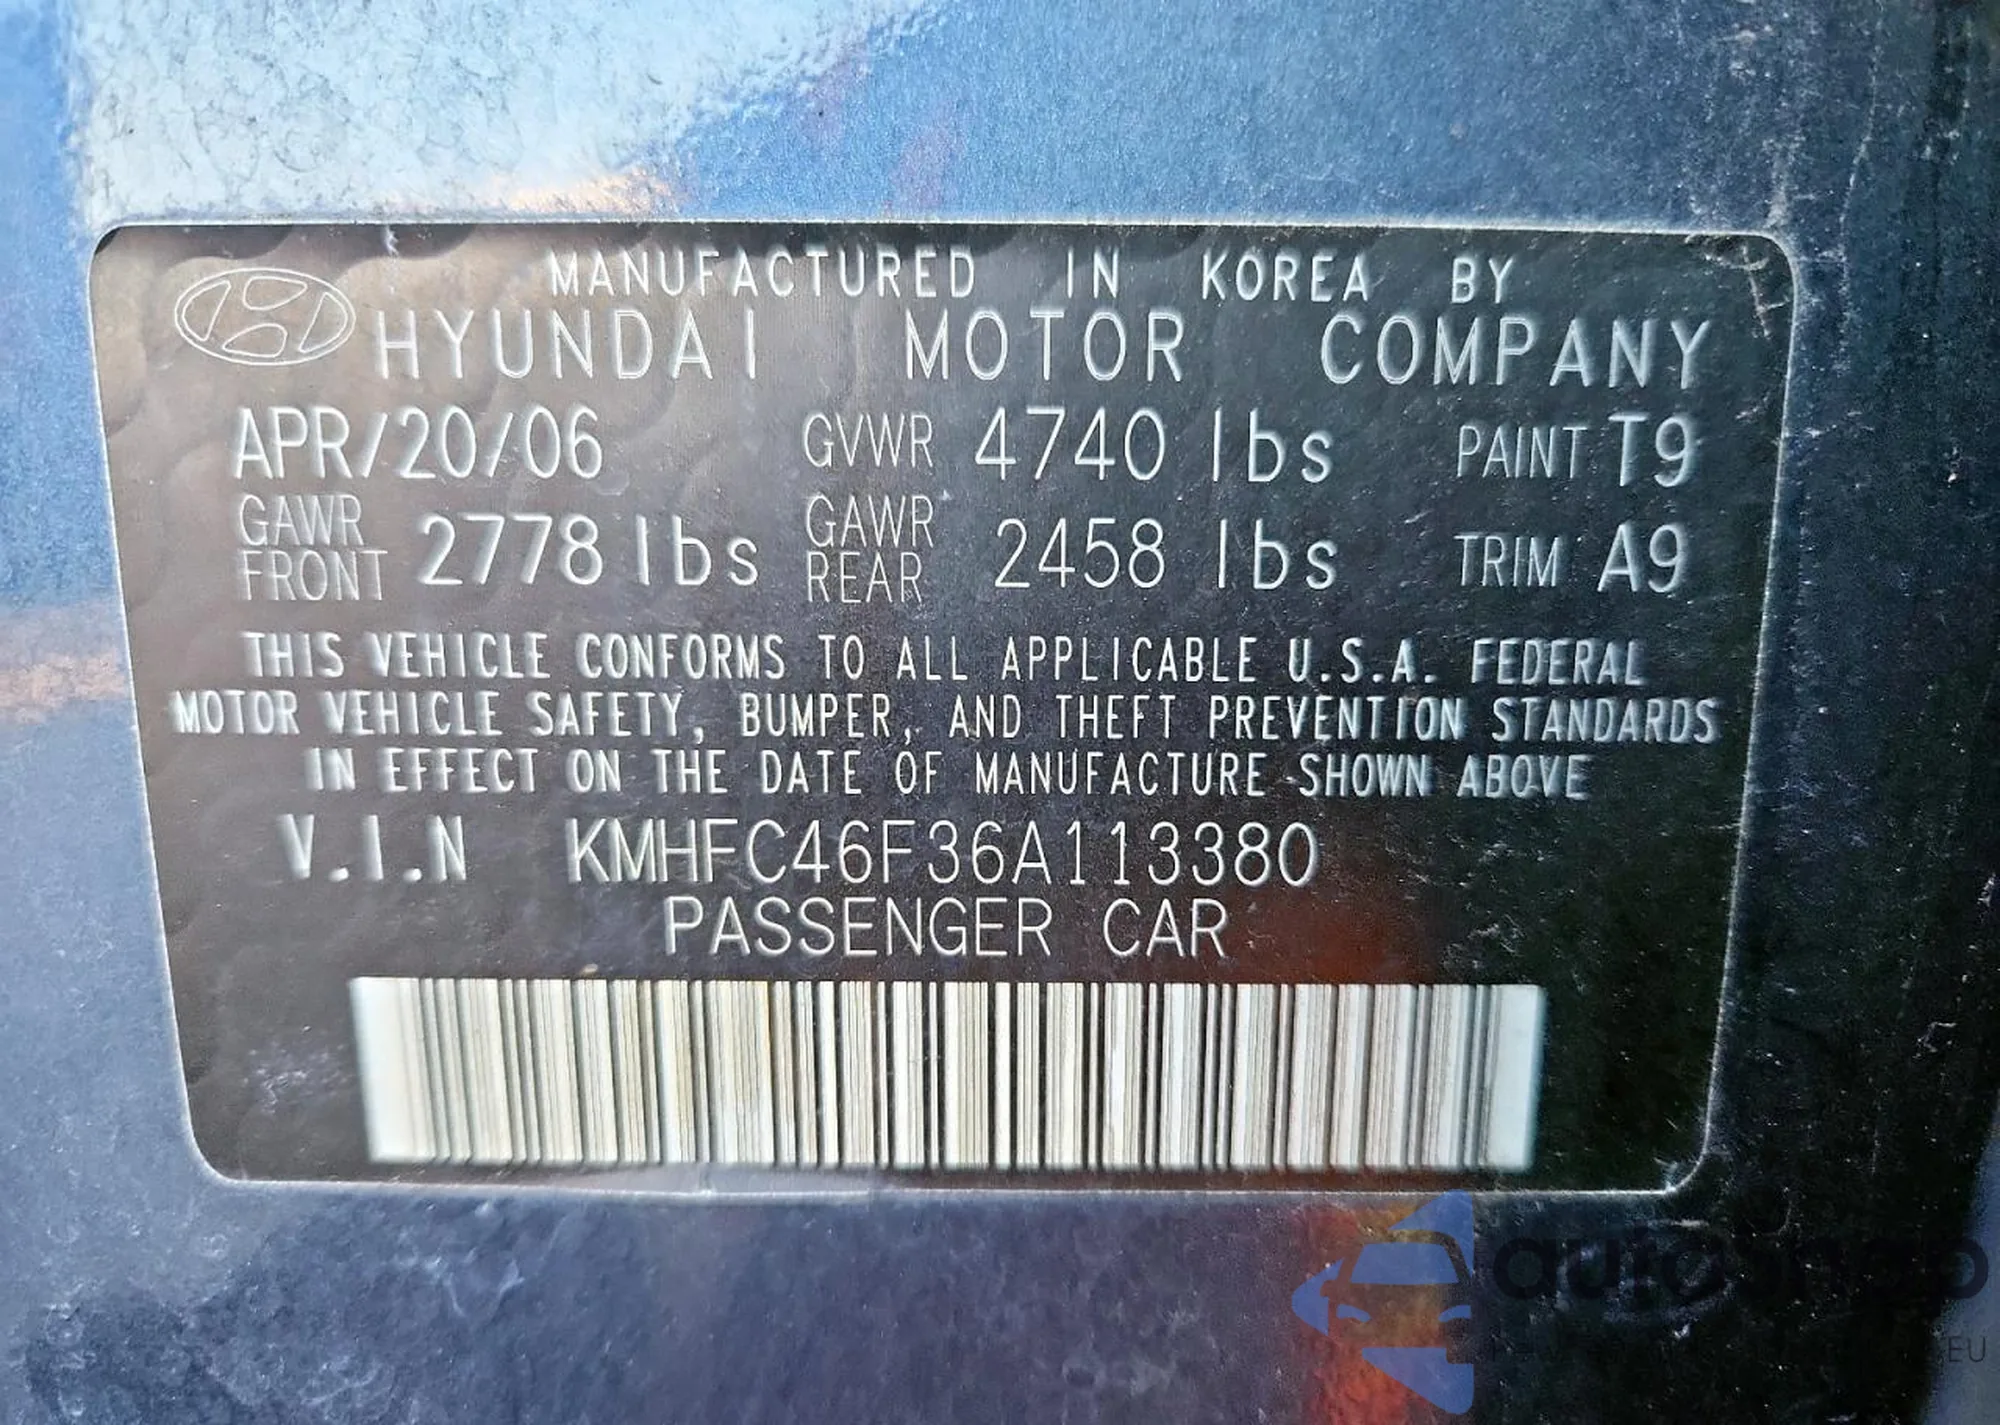 MANUFACTURED IN KOREA BY
HYUNDAI MOTOR COMPANY
APR/20/06 GVWR 4740 lbs PAINT T9
GAWR FRONT 2778 lbs GAWR REAR 2458 lbs TRIM A9
THIS VEHICLE CONFORMS TO ALL APPLICABLE U.S.A. FEDERAL
MOTOR VEHICLE SAFETY, BUMPER, AND THEFT PREVENTION STANDARDS
IN EFFECT ON THE DATE OF MANUFACTURE SHOWN ABOVE
V.I.N KMHFC46F36A113380
PASSENGER CAR
autosnap
EU